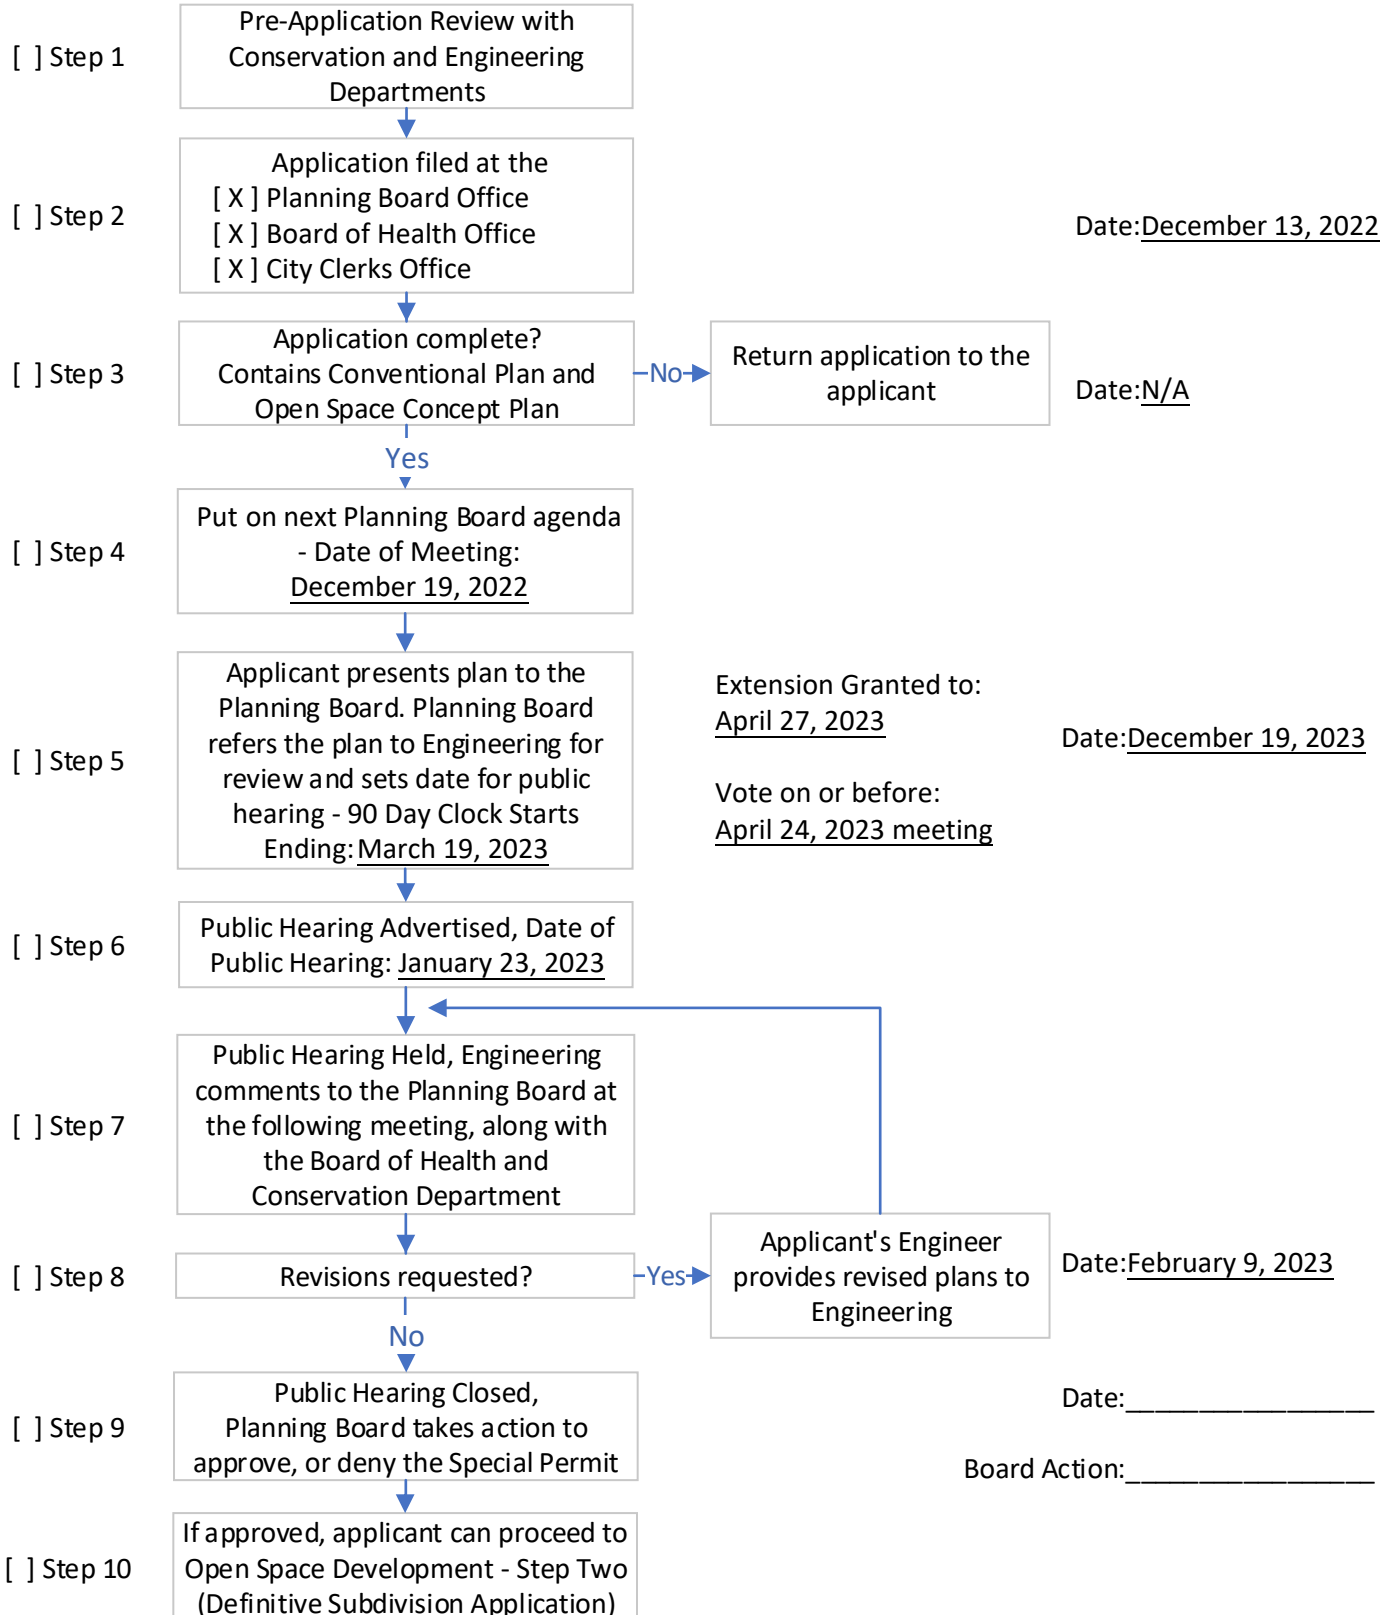 [ ] Step 1
Pre-Application Review with
Conservation and Engineering
Departments
[ ] Step 2
Application filed at the
[ X ] Planning Board Office
[ X ] Board of Health Office
[ X ] City Clerks Office
Date:December 13, 2022
[ ] Step 3
Application complete?
Contains Conventional Plan and
Open Space Concept Plan
No
Return application to the
applicant
Date:N/A
Yes
[ ] Step 4
Put on next Planning Board agenda
- Date of Meeting:
December 19, 2022
[ ] Step 5
Applicant presents plan to the
Planning Board. Planning Board
refers the plan to Engineering for
review and sets date for public
hearing - 90 Day Clock Starts
Ending: March 19, 2023
Extension Granted to:
April 27, 2023
Vote on or before:
April 24, 2023 meeting
Date:December 19, 2023
[ ] Step 6
Public Hearing Advertised, Date of
Public Hearing: January 23, 2023
[ ] Step 7
Public Hearing Held, Engineering
comments to the Planning Board at
the following meeting, along with
the Board of Health and
Conservation Department
[ ] Step 8
Revisions requested?
Yes
Applicant's Engineer
provides revised plans to
Engineering
Date:February 9, 2023
No
[ ] Step 9
Public Hearing Closed,
Planning Board takes action to
approve, or deny the Special Permit
Date:_________________
Board Action:_________________
[ ] Step 10
If approved, applicant can proceed to
Open Space Development - Step Two
(Definitive Subdivision Application)